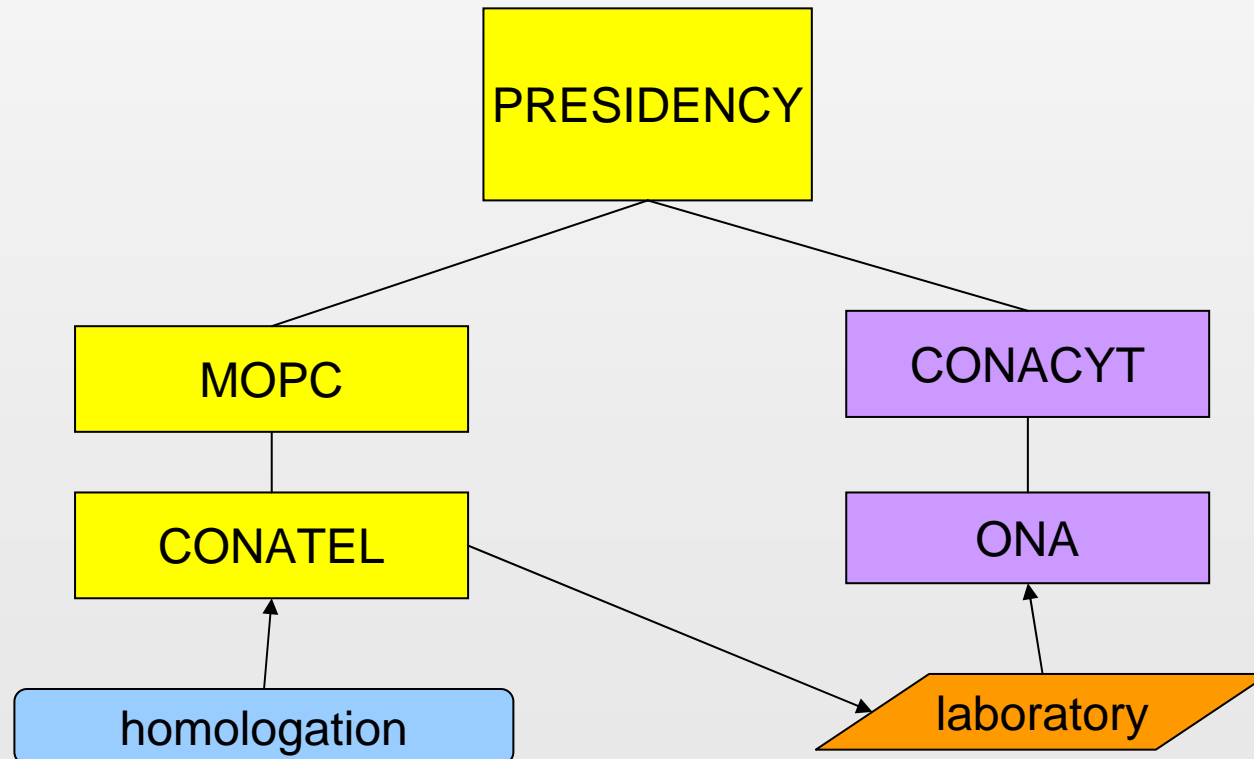 PRESIDENCY
MOPC
CONACYT
CONATEL
ONA
homologation
laboratory